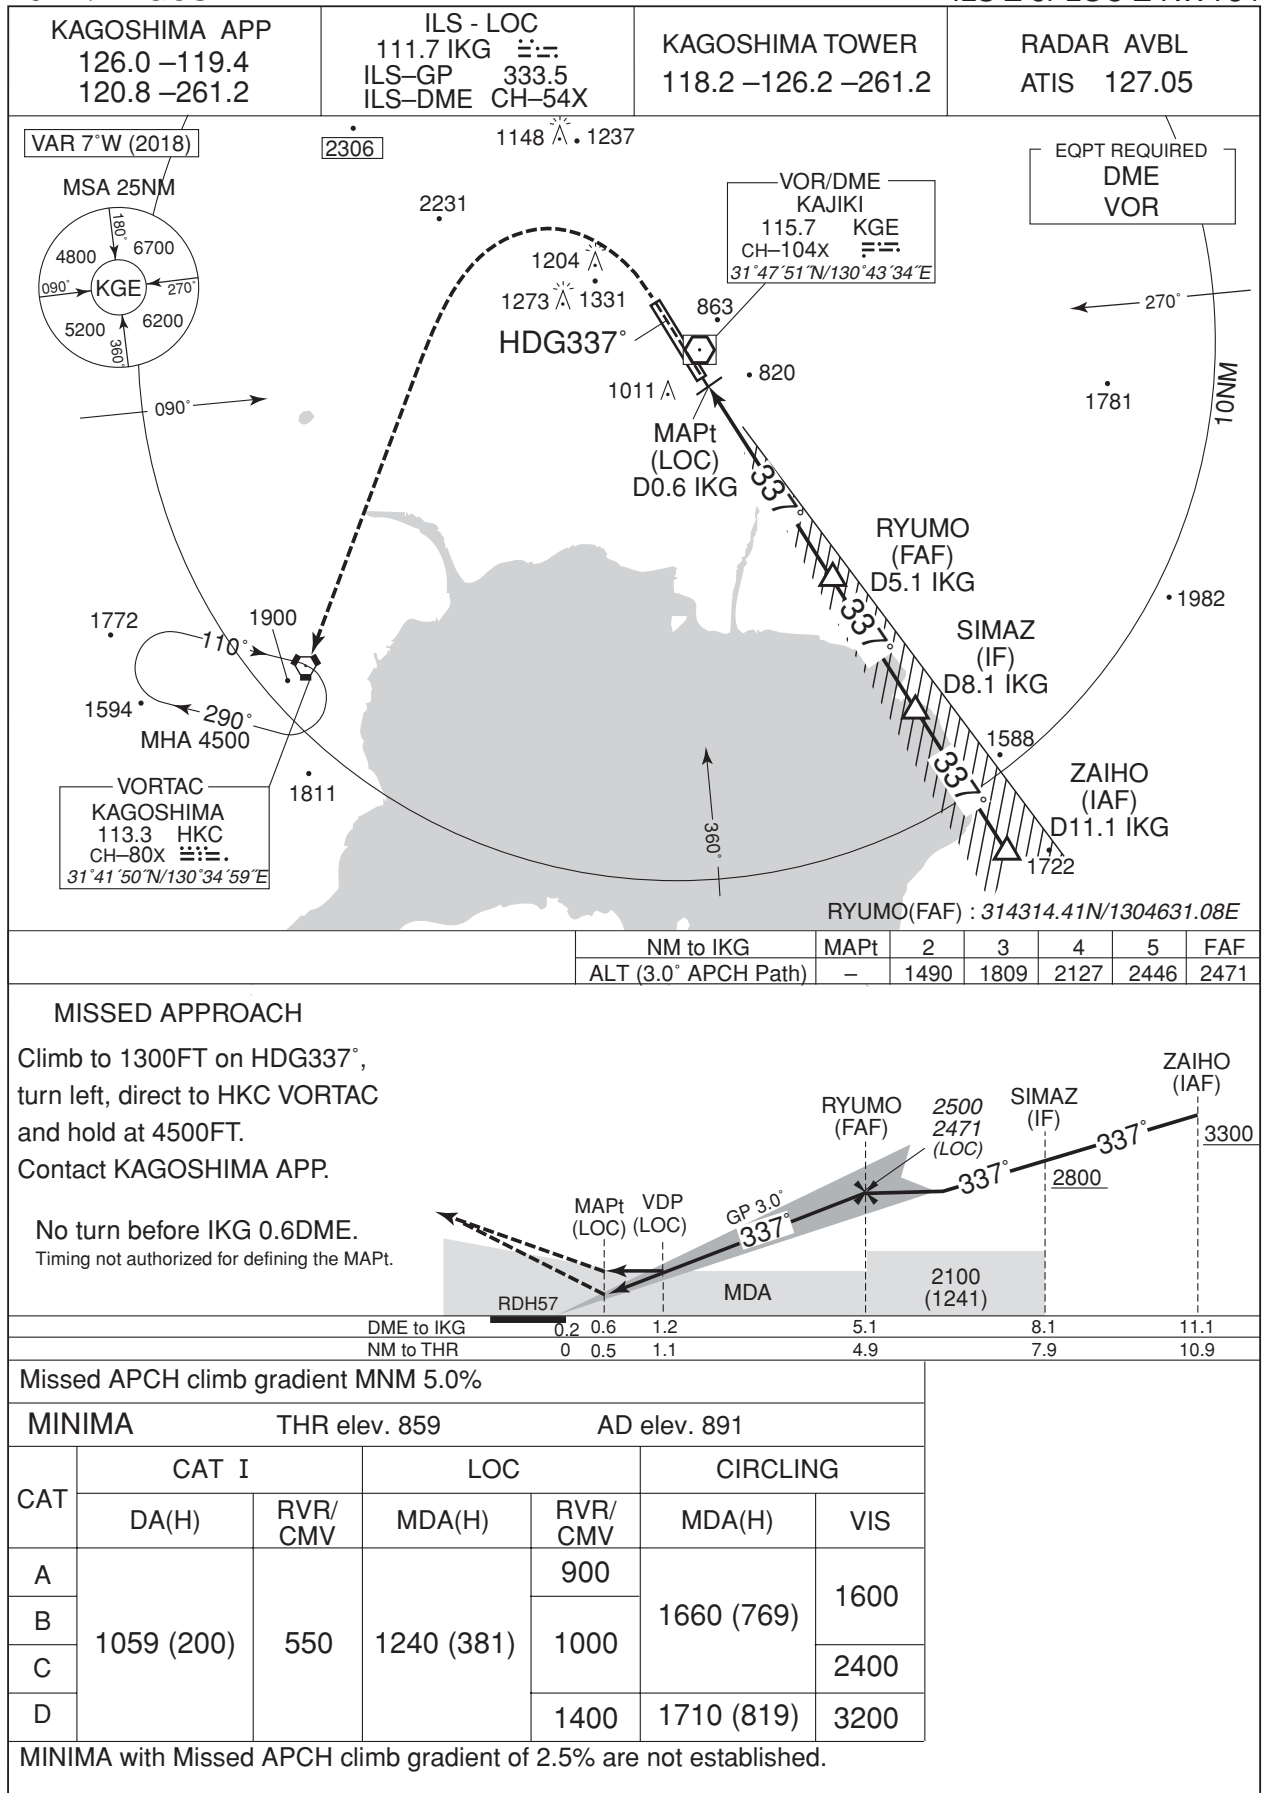 KAGOSHIMA APP
126.0 –119.4
120.8 –261.2
ILS - LOC
111.7 IKG
ILS–GP 333.5
ILS–DME CH–54X
KAGOSHIMA TOWER
118.2 –126.2 –261.2
RADAR AVBL
ATIS 127.05
VAR 7°W (2018)
2306
1148
1237
EQPT REQUIRED
DME
VOR
MSA 25NM
180°
4800
6700
090°
KGE
270°
5200
6200
360°
2231
VOR/DME
KAJIKI
115.7 KGE
CH–104X
31°47´51˝N/130°43´34˝E
1204
1273
1331
863
HDG337°
270°
820
1011
1781
10NM
090°
MAPt
(LOC)
D0.6 IKG
337°
RYUMO
(FAF)
D5.1 IKG
1982
337°
SIMAZ
(IF)
D8.1 IKG
1772
1900
110°
1594
290°
MHA 4500
1588
337°
ZAIHO
(IAF)
D11.1 IKG
1811
VORTAC
KAGOSHIMA
113.3 HKC
CH–80X
31°41´50˝N/130°34´59˝E
360°
1722
RYUMO(FAF) : 314314.41N/1304631.08E
NM to IKG MAPt 2 3 4 5 FAF
ALT (3.0° APCH Path) – 1490 1809 2127 2446 2471
MISSED APPROACH
Climb to 1300FT on HDG337°,
turn left, direct to HKC VORTAC
and hold at 4500FT.
Contact KAGOSHIMA APP.
No turn before IKG 0.6DME.
Timing not authorized for defining the MAPt.
ZAIHO
(IAF)
SIMAZ
(IF)
RYUMO
(FAF)
2500
2471
(LOC)
3300
337°
337°
2800
MAPt
(LOC)
VDP
(LOC)
GP 3.0°
337°
MDA
2100
(1241)
RDH57
DME to IKG 0.2 0.6 1.2 5.1 8.1 11.1
NM to THR 0 0.5 1.1 4.9 7.9 10.9
Missed APCH climb gradient MNM 5.0%
MINIMA THR elev. 859 AD elev. 891
CAT
CAT I LOC CIRCLING
DA(H) RVR/CMV MDA(H) RVR/CMV MDA(H) VIS
A
B
C
D
1059 (200)
550
1240 (381)
900
1000
1400
1660 (769)
1710 (819)
1600
2400
3200
MINIMA with Missed APCH climb gradient of 2.5% are not established.